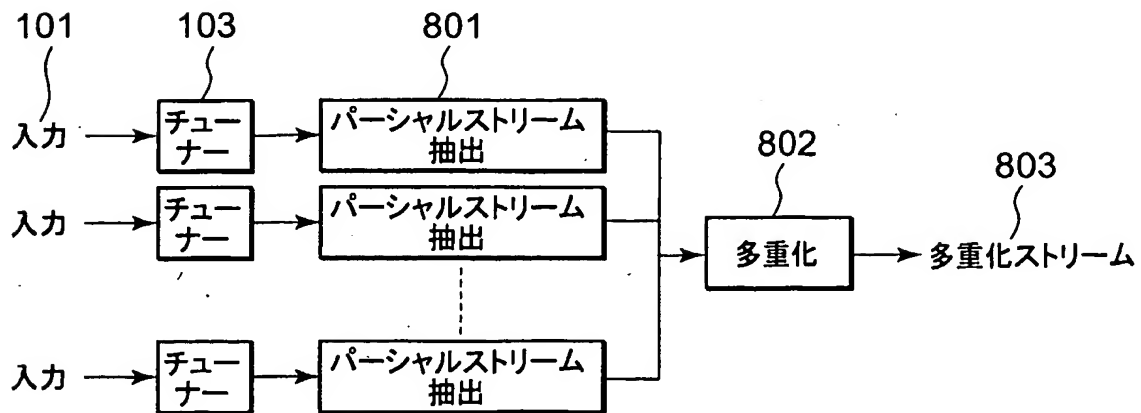 101
103
801
入力
チュー
ナー
パーシャルストリーム
抽出
入力
チュー
ナー
パーシャルストリーム
抽出
802
多重化
803
多重化ストリーム
入力
チュー
ナー
パーシャルストリーム
抽出